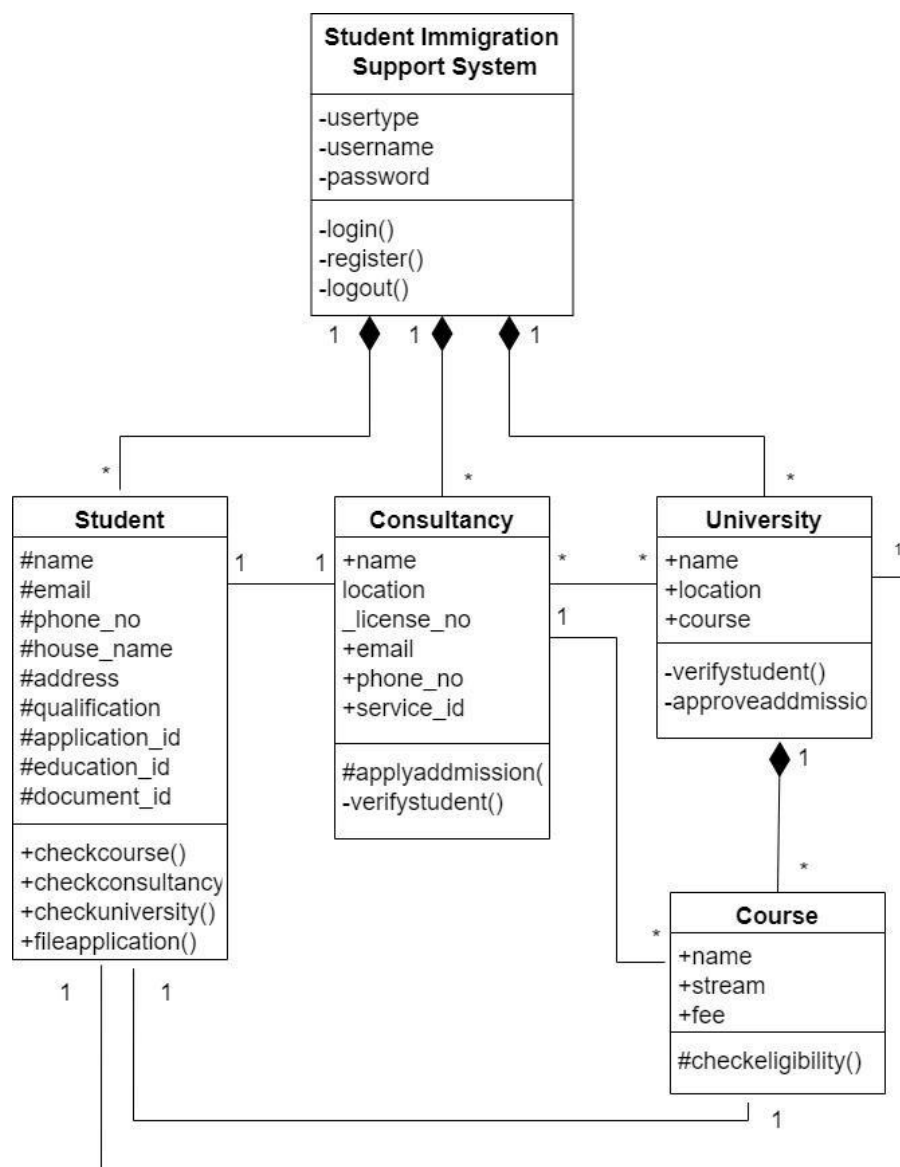 Student Immigration
Support System
-usertype
-username
-password
-login()
-register()
-logout()
1
1
1
*
*
*
Student
#name
#email
#phone_no
#house_name
#address
#qualification
#application_id
#education_id
#document_id
+checkcourse()
+checkconsultancy
+checkuniversity()
+fileapplication()
1
1
Consultancy
+name
location
_license_no
+email
+phone_no
+service_id
#applyaddmission(
-verifystudent()
*
*
1
University
+name
+location
+course
-verifystudent()
-approveaddmissio
1
1
*
*
Course
+name
+stream
+fee
#checkeligibility()
1
1
1